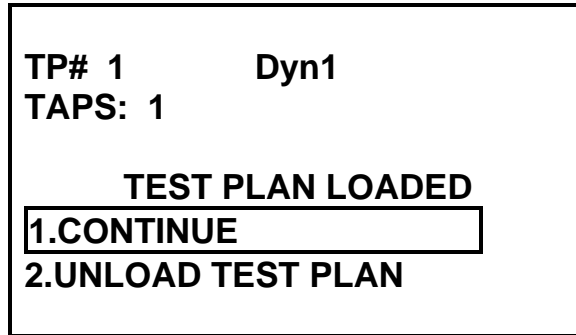 TP# 1 Dyn1
TAPS: 1
TEST PLAN LOADED
1.CONTINUE
2.UNLOAD TEST PLAN